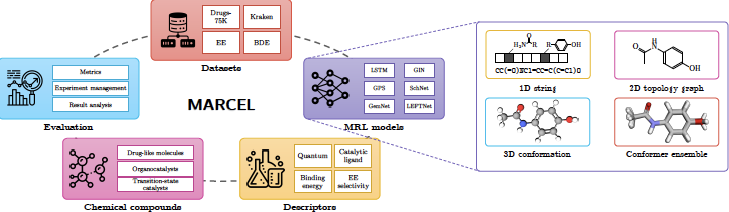 Drugs-
75K
Kraken
EE
BDE
Datasets
Metrics
Experiment management
Result analysis
Evaluation
MARCEL
LSTM
GIN
GPS
SchNet
GemNet
LEFTNet
MRL models
Drug-like molecules
Organocatalysts
Transition-state
catalysts
Chemical compounds
Quantum
Catalytic
ligand
Binding
energy
EE
selectivity
Descriptors
H₂N
R
R
OH
CC(=O)NC1=CC=C(C=C1)O
1D string
O
H
N
OH
2D topology graph
3D conformation
Conformer ensemble